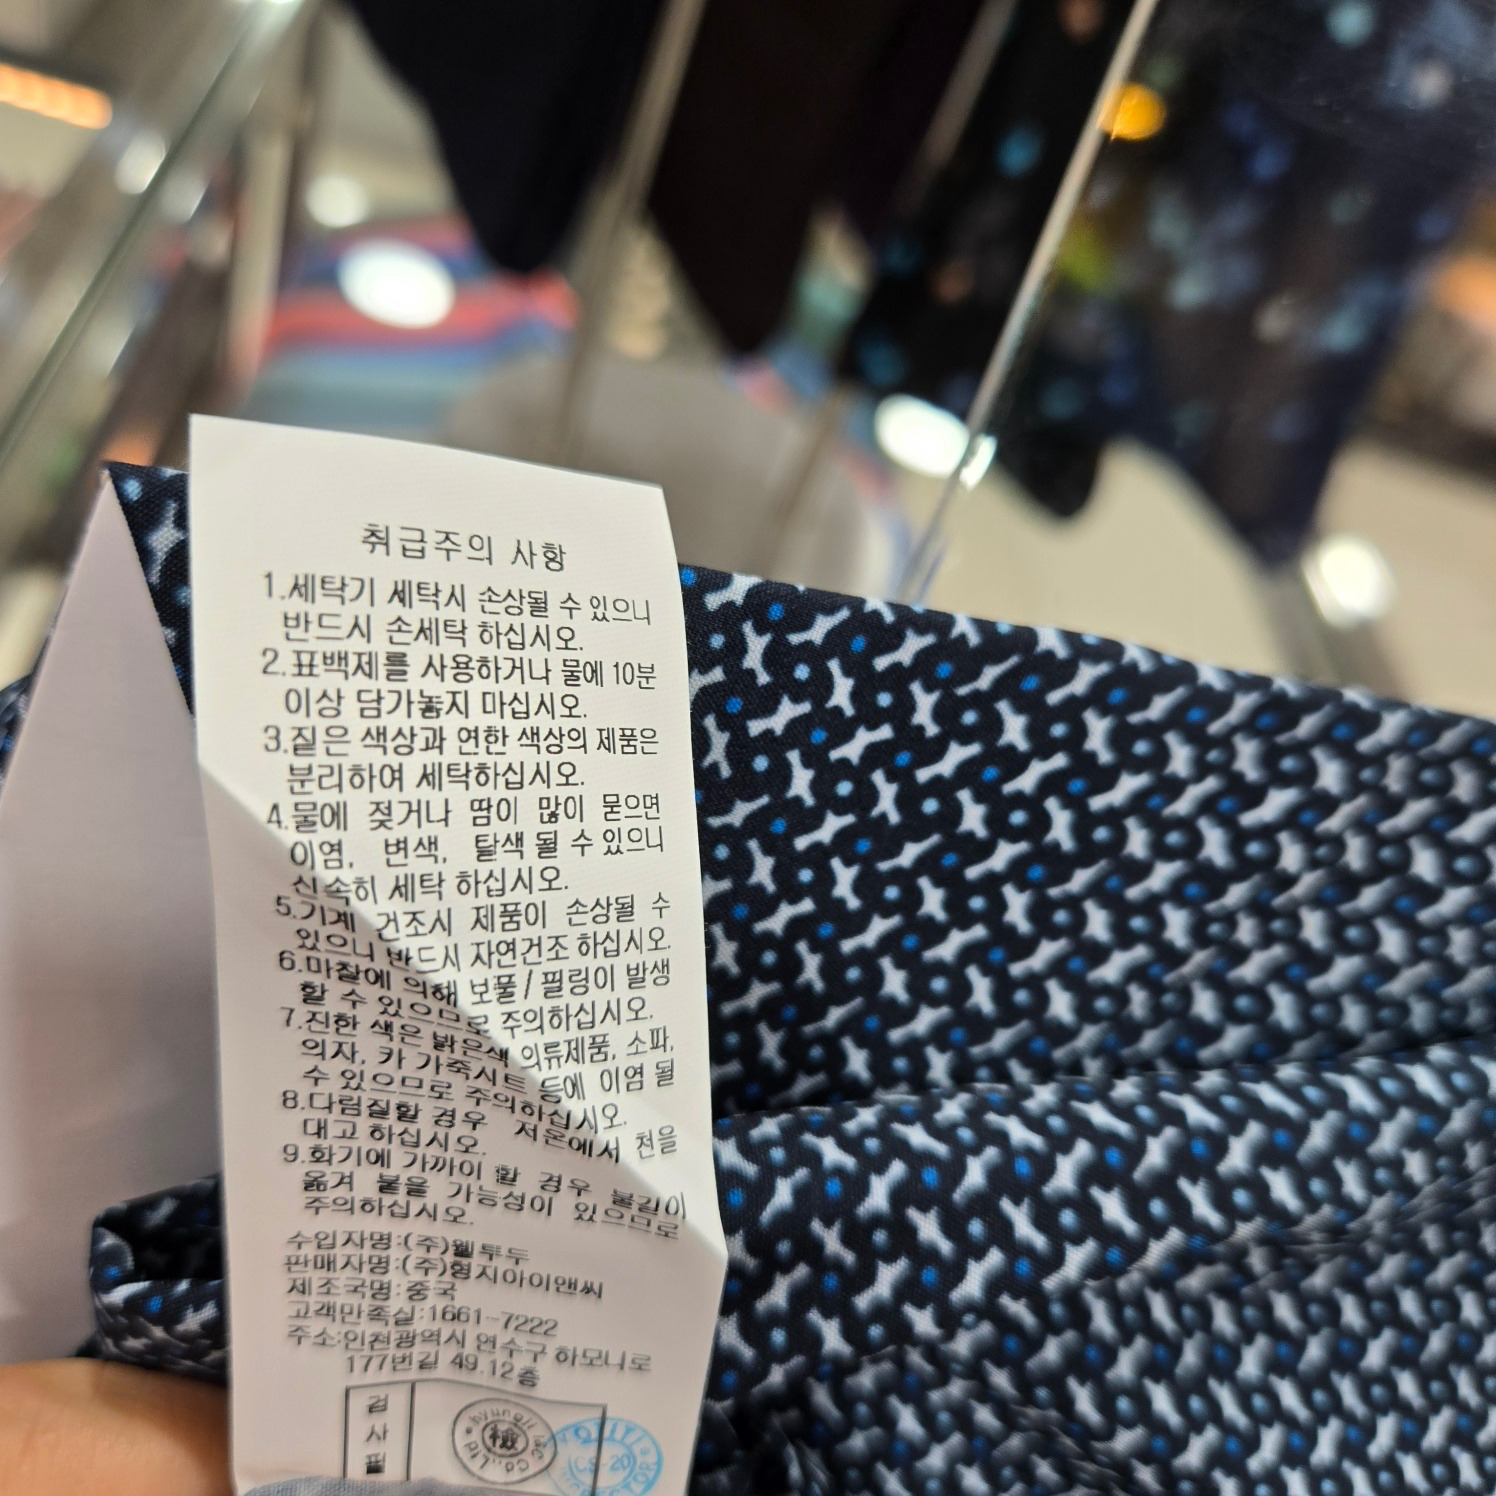 취급주의 사항
1.세탁기 세탁시 손상될 수 있으니
반드시 손세탁 하십시오.
2.표백제를 사용하거나 물에 10분
이상 담가놓지 마십시오.
3.짙은 색상과 연한 색상의 제품은
분리하여 세탁하십시오.
4.물에 젖거나 땀이 많이 묻으면
이염, 변색, 탈색 될 수 있으니
신속히 세탁 하십시오.
5.기계 건조시 제품이 손상될 수
있으니 반드시 자연건조 하십시오.
6.마찰에 의해 보풀/필링이 발생
할 수 있으므로 주의하십시오.
7.진한 색은 밝은색 의류제품, 소파,
의자, 카 가죽시트 등에 이염 될
수 있으므로 주의하십시오.
8.다림질할 경우 저온에서 천을
대고 하십시오.
9.화기에 가까이 할 경우 불길이
옮겨 붙을 가능성이 있으므로
주의하십시오.
수입자명:(주)웰투두
판매자명:(주)형지아이앤씨
제조국명:중국
고객만족실:1661-7222
주소:인천광역시 연수구 하모니로
177번길 49.12층
검사필
hyungji I&C Co.,Ltd
檢